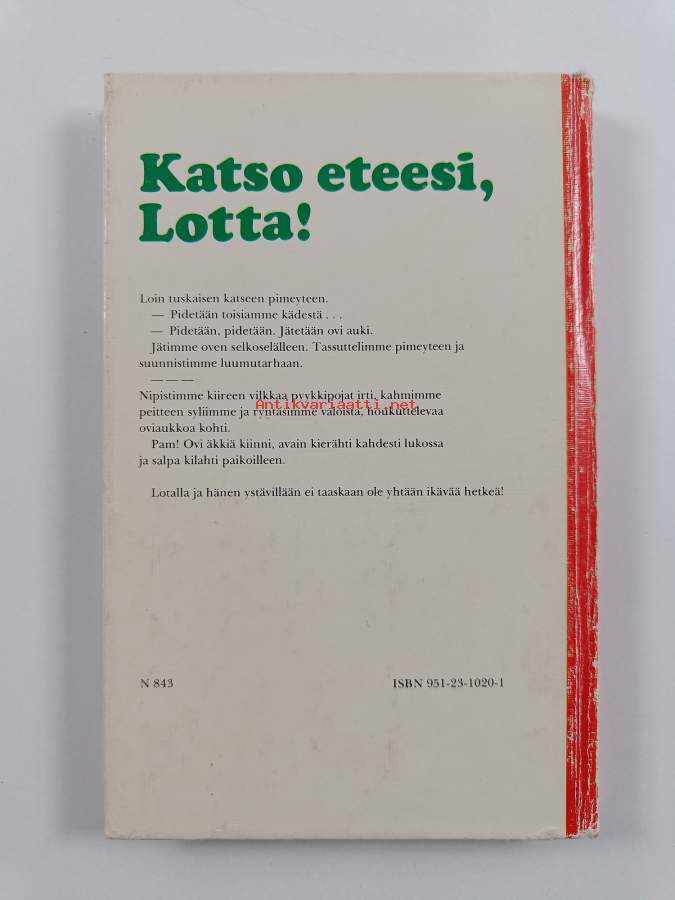 Katso eteesi,
Lotta!
Loin tuskaisen katseen pimeyteen.
— Pidetään toisiamme kädestä . . .
— Pidetään, pidetään. Jätetään ovi auki.
Jätimme oven selkoselälleen. Tassuttelimme pimeyteen ja
suunnistimme luumutarhaan.
— — —
Nipistimme kiireen vilkkaa pyykkipojat irti, kahmimme
Antikvariaatti.net
peitteen syliimme ja ryntäsimme valoista, houkuttelevaa
oviaukkoa kohti.
Pam! Ovi äkkiä kiinni, avain kierähti kahdesti lukossa
ja salpa kilahti paikoilleen.
Lotalla ja hänen ystävillään ei taaskaan ole yhtään ikävää hetkeä!
N 843
ISBN 951-23-1020-1